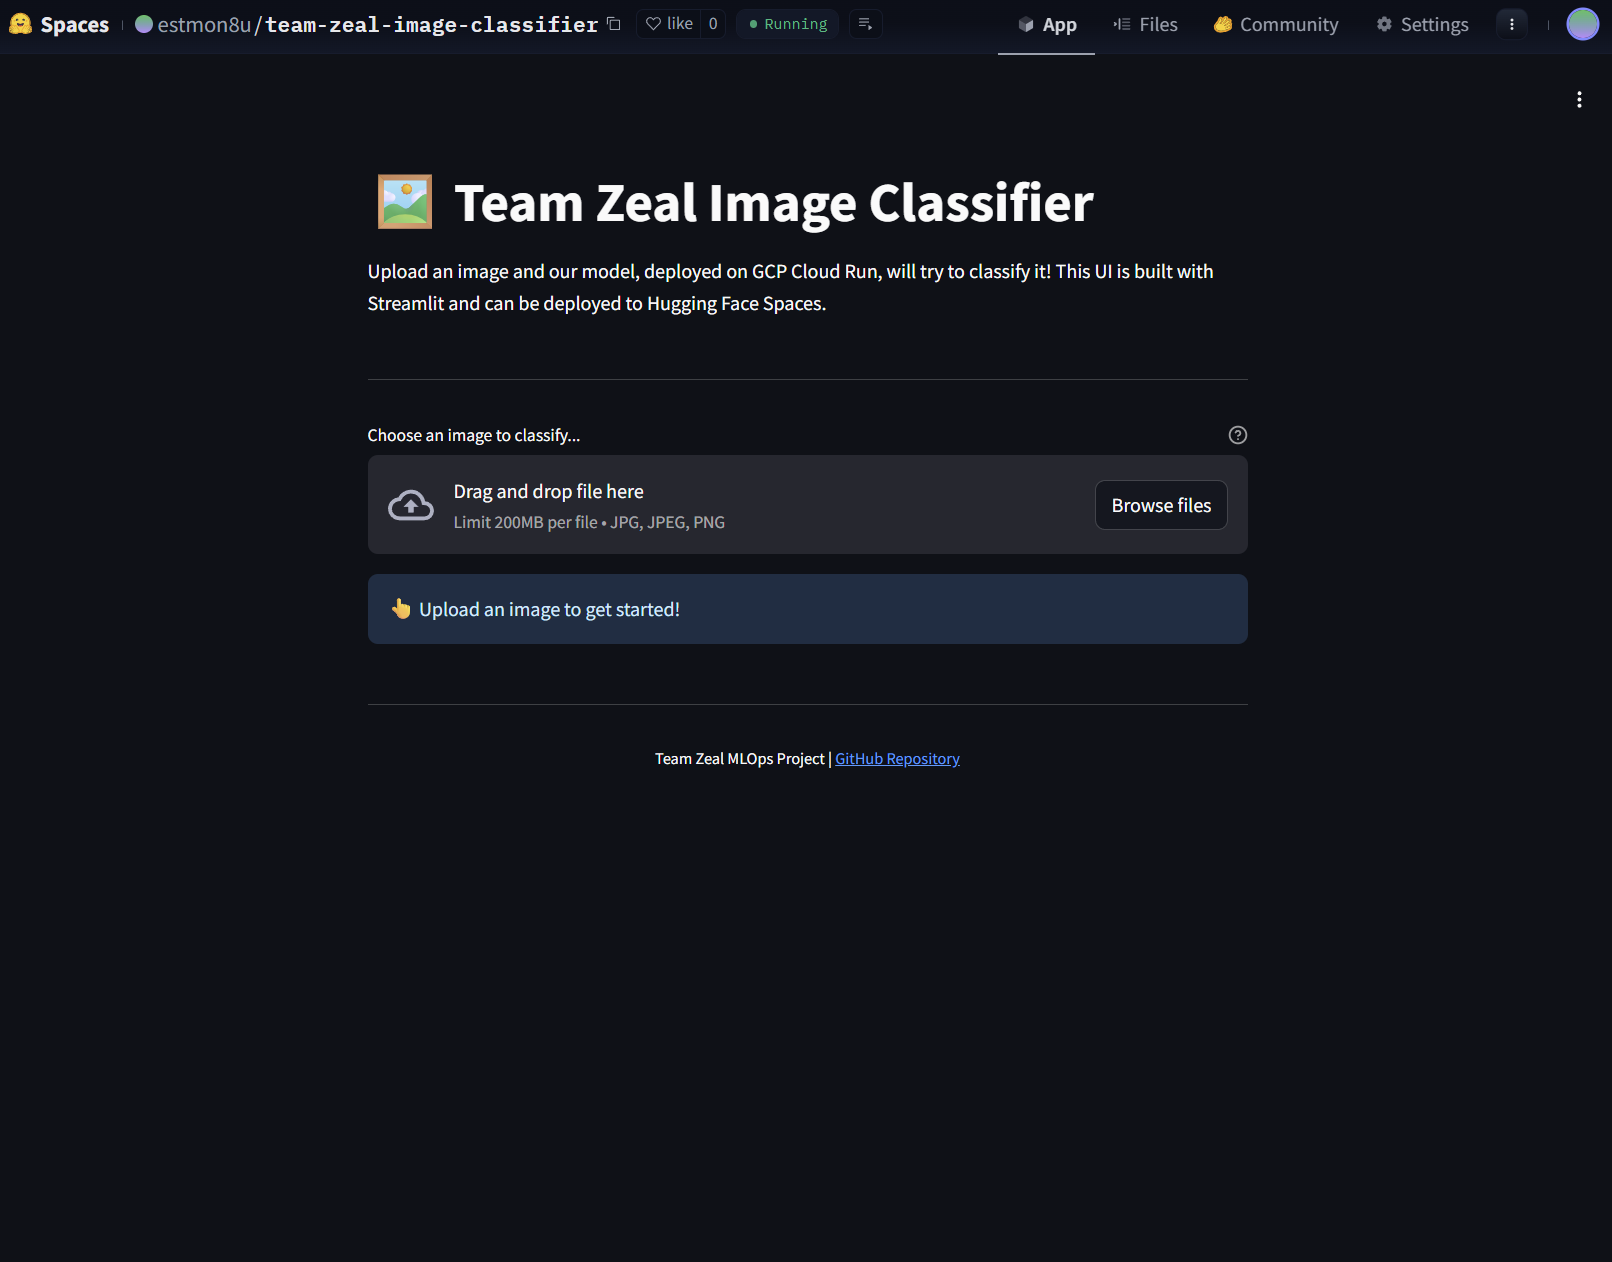 Spaces estmon8u/team-zeal-image-classifier like 0 Running App Files Community Settings
Team Zeal Image Classifier
Upload an image and our model, deployed on GCP Cloud Run, will try to classify it! This UI is built with
Streamlit and can be deployed to Hugging Face Spaces.
Choose an image to classify...
Drag and drop file here
Limit 200MB per file • JPG, JPEG, PNG
Browse files
Upload an image to get started!
Team Zeal MLOps Project | GitHub Repository